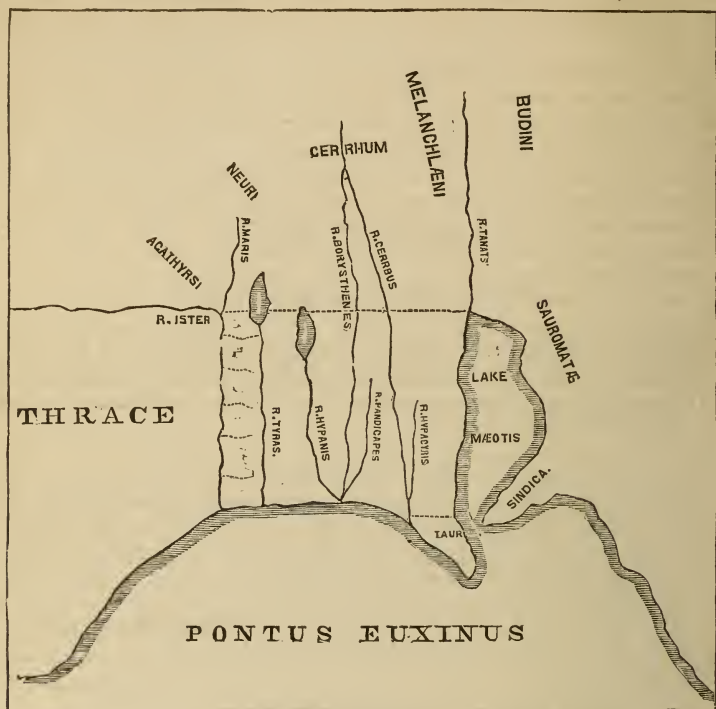 MELANCHLÆNI
BUDINI
GERRHUM
NEURI
AGATHYRSI
R. MARIS
R. BORYSTHENES.
R. CERRBUS
R. TANAIS
R. ISTER
SAUROMATÆ
THRACE
R. TYRAS.
R. HYPANIS
R. PANDICAPES
R. HYPACYRIS
LAKE
MÆOTIS
SINDICA.
TAURI
PONTUS EUXINUS